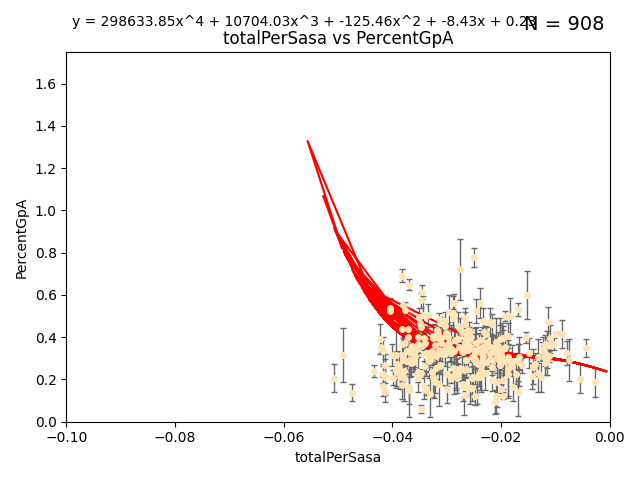 y = 298633.85x^4 + 10704.03x^3 + -125.46x^2 + -8.43x + 0.23
N = 908
totalPerSasa vs PercentGpA
PercentGpA
1.6
1.4
1.2
1.0
0.8
0.6
0.4
0.2
0.0
−0.10 −0.08 −0.06 −0.04 −0.02 0.00
totalPerSasa